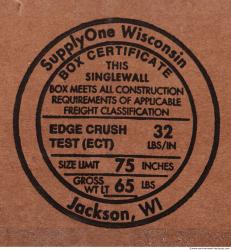 SupplyOne Wisconsin
BOX CERTIFICATE
THIS
SINGLEWALL
BOX MEETS ALL CONSTRUCTION
REQUIREMENTS OF APPLICABLE
FREIGHT CLASSIFICATION
EDGE CRUSH TEST (ECT) 32 LBS/IN
SIZE LIMIT 75 INCHES
GROSS WT LT 65 LBS
Jackson, WI